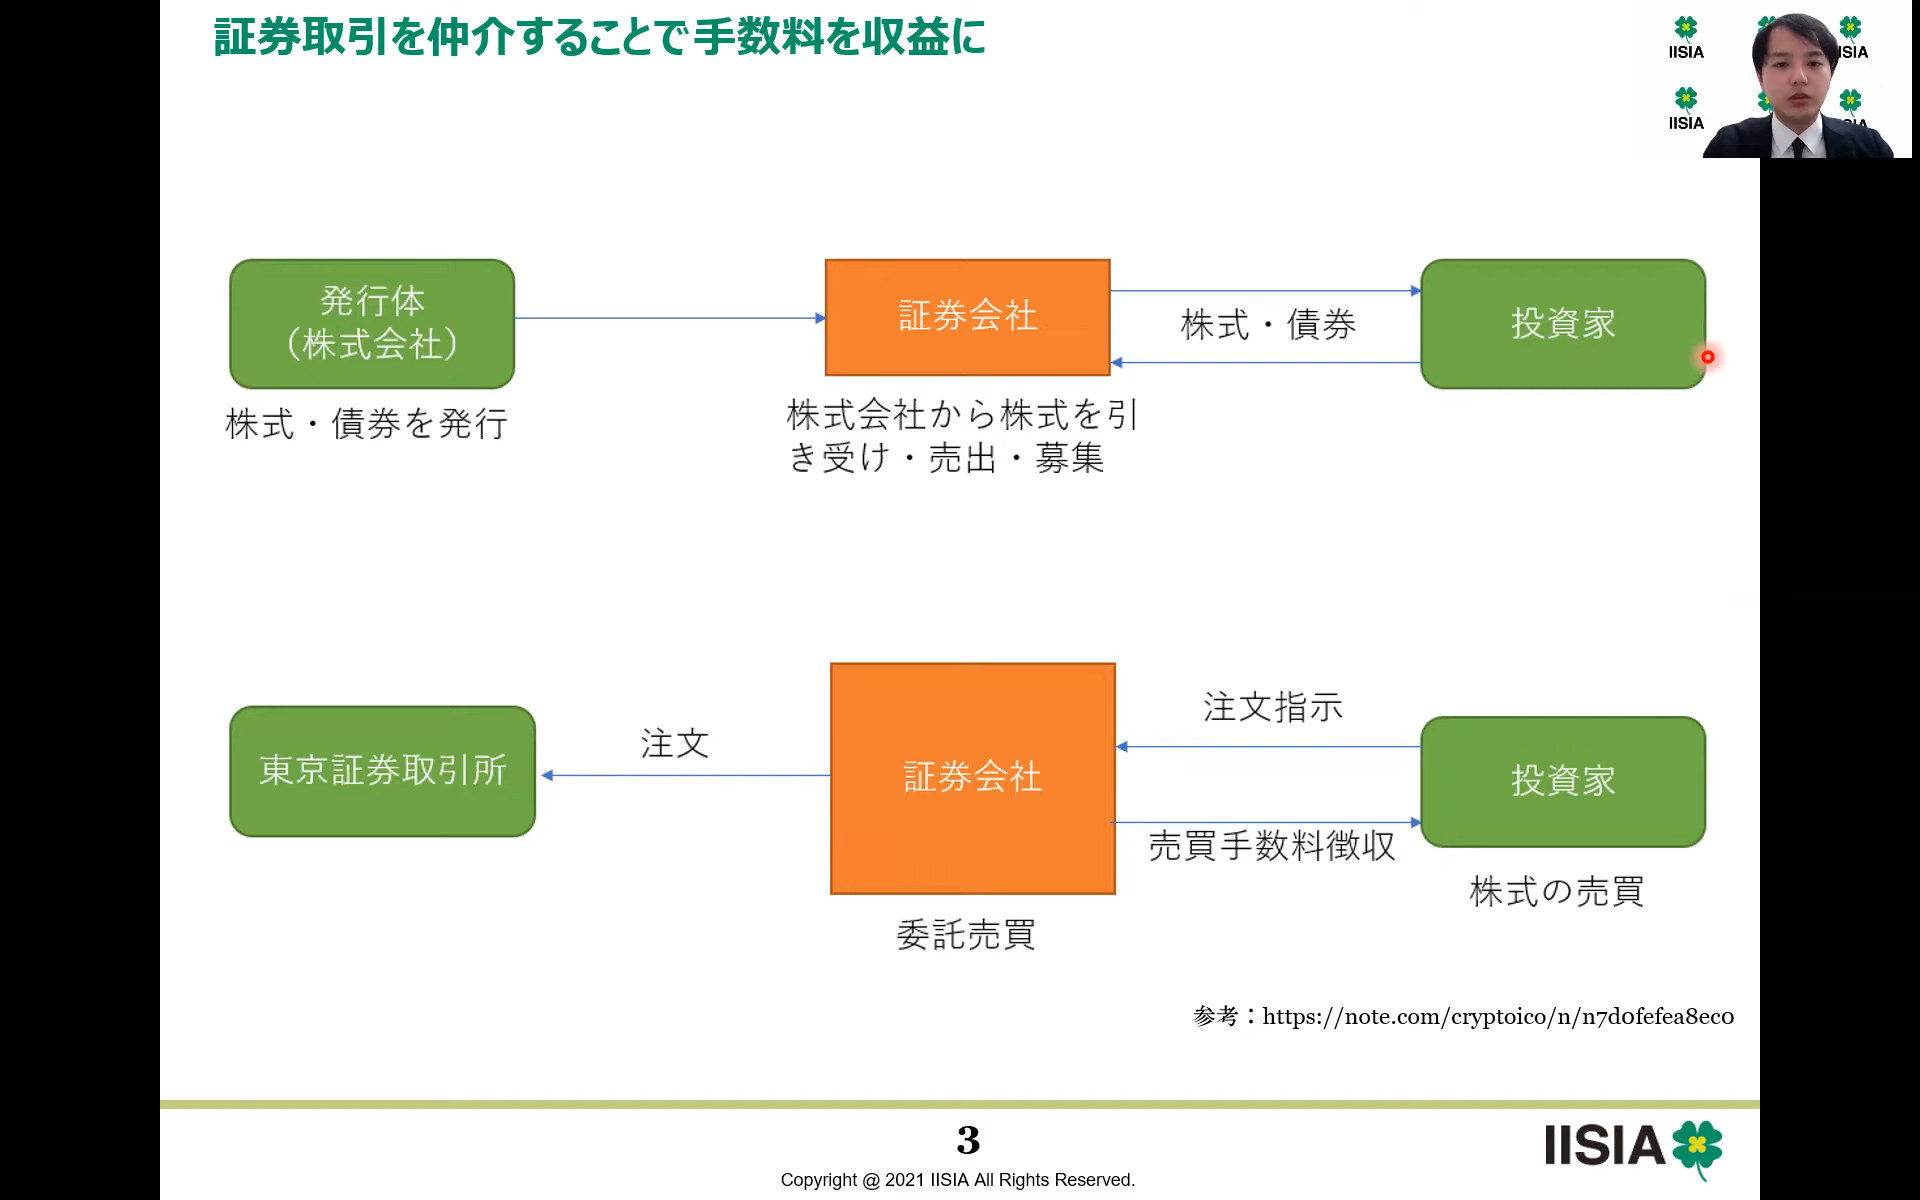 証券取引を仲介することで手数料を収益に
IISIA
IISIA
IISIA
発行体
（株式会社）
株式・債券を発行
証券会社
株式会社から株式を引
き受け・売出・募集
株式・債券
投資家
東京証券取引所
注文
証券会社
委託売買
注文指示
売買手数料徴収
投資家
株式の売買
参考：https://note.com/cryptoico/n/n7d0fefea8ec0
3
Copyright @ 2021 IISIA All Rights Reserved.
IISIA